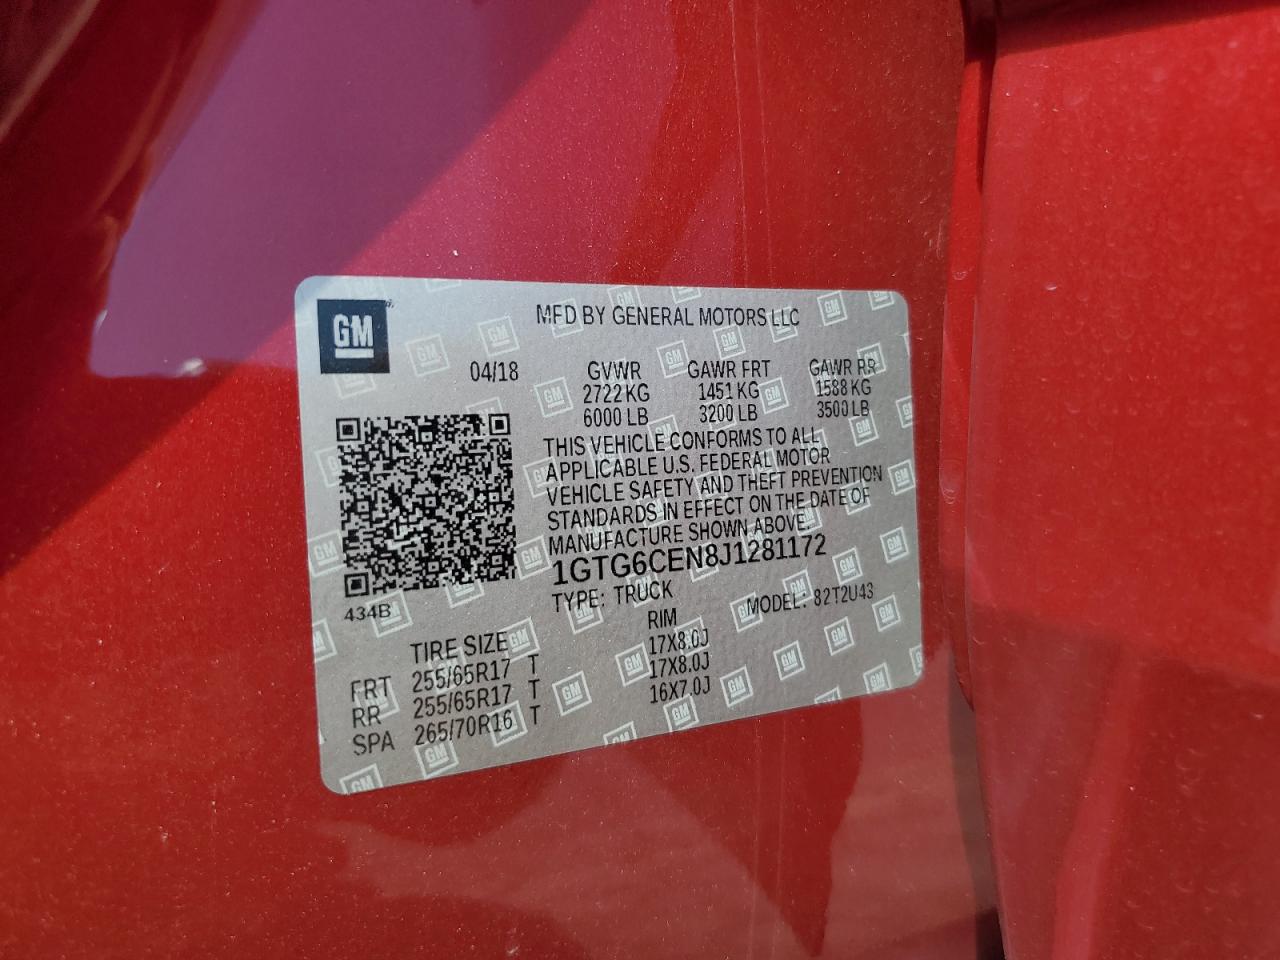 GM
MFD BY GENERAL MOTORS LLC
04/18 GVWR GAWR FRT GAWR RR
2722 KG 1451 KG 1588 KG
6000 LB 3200 LB 3500 LB
THIS VEHICLE CONFORMS TO ALL
APPLICABLE U.S. FEDERAL MOTOR
VEHICLE SAFETY AND THEFT PREVENTION
STANDARDS IN EFFECT ON THE DATE OF
MANUFACTURE SHOWN ABOVE.
1GTG6CEN8J1281172
TYPE: TRUCK MODEL: 82T2U43
434B
TIRE SIZE RIM
FRT 255/65R17 T 17X8.0J
RR 255/65R17 T 17X8.0J
SPA 265/70R16 T 16X7.0J